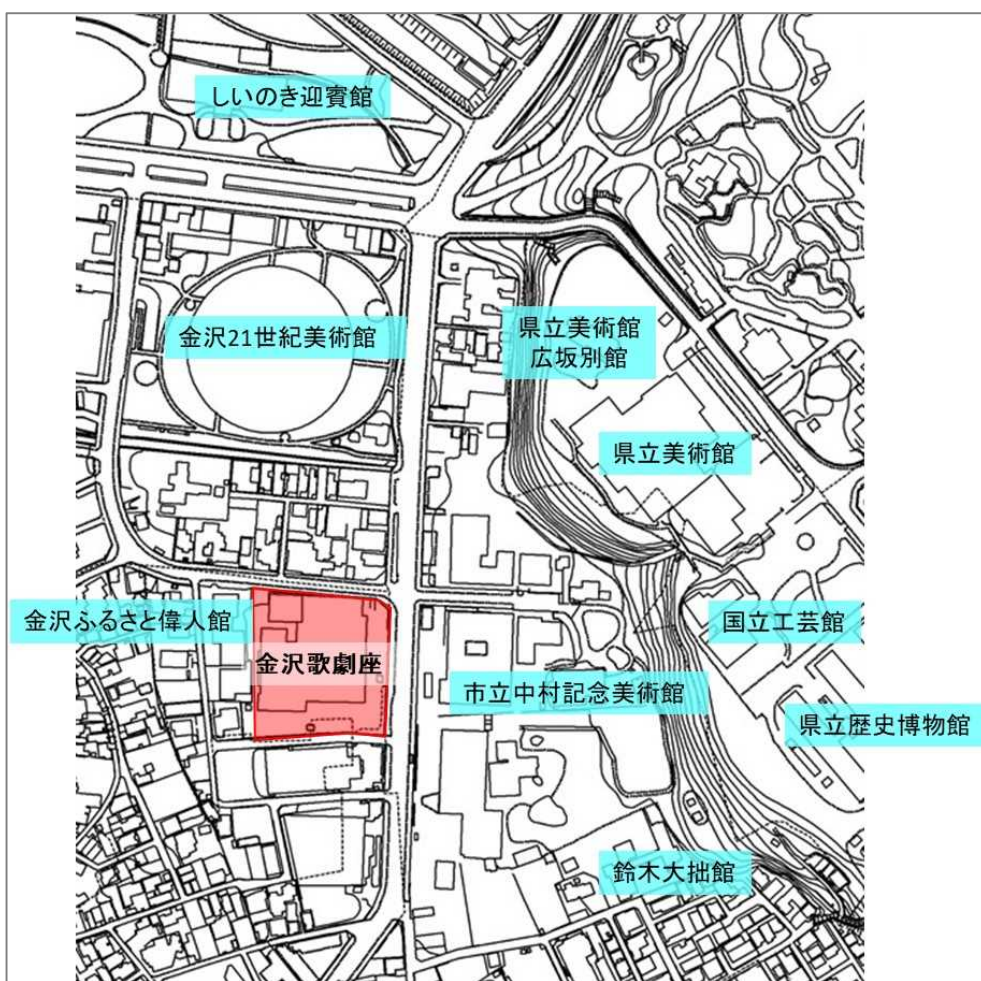 しいのき迎賓館
金沢21世紀美術館
県立美術館
広坂別館
県立美術館
金沢ふるさと偉人館
金沢歌劇座
国立工芸館
市立中村記念美術館
県立歴史博物館
鈴木大拙館